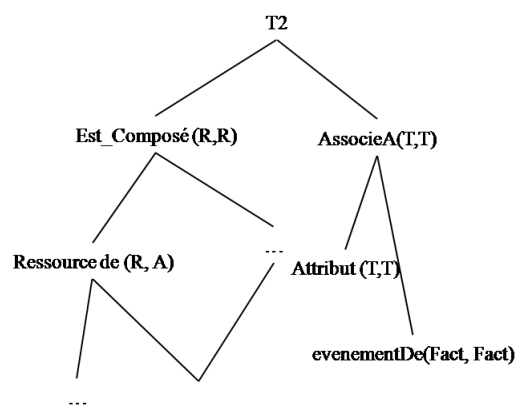 T2
Est_Composé (R,R)
AssocieA(T,T)
...
Ressource de (R, A)
Attribut (T,T)
evenementDe(Fact, Fact)
...